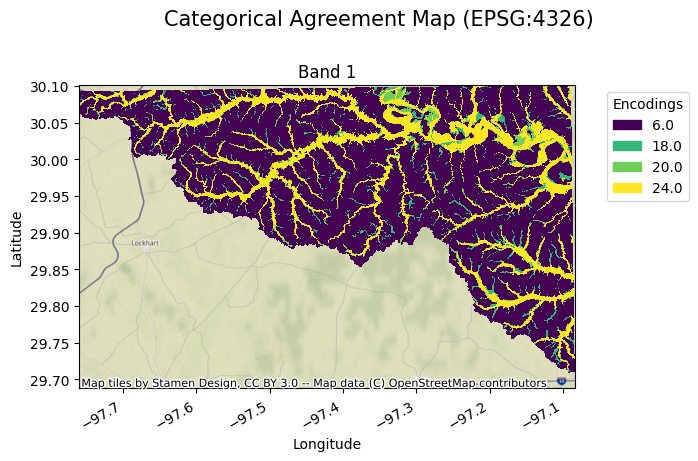 Categorical Agreement Map (EPSG:4326)
Band 1
Encodings
6.0
18.0
20.0
24.0
30.10
30.05
30.00
29.95
29.90
29.85
29.80
29.75
29.70
Latitude
Lockhart
Map tiles by Stamen Design, CC BY 3.0 -- Map data (C) OpenStreetMap contributors
−97.7
−97.6
−97.5
−97.4
−97.3
−97.2
−97.1
Longitude